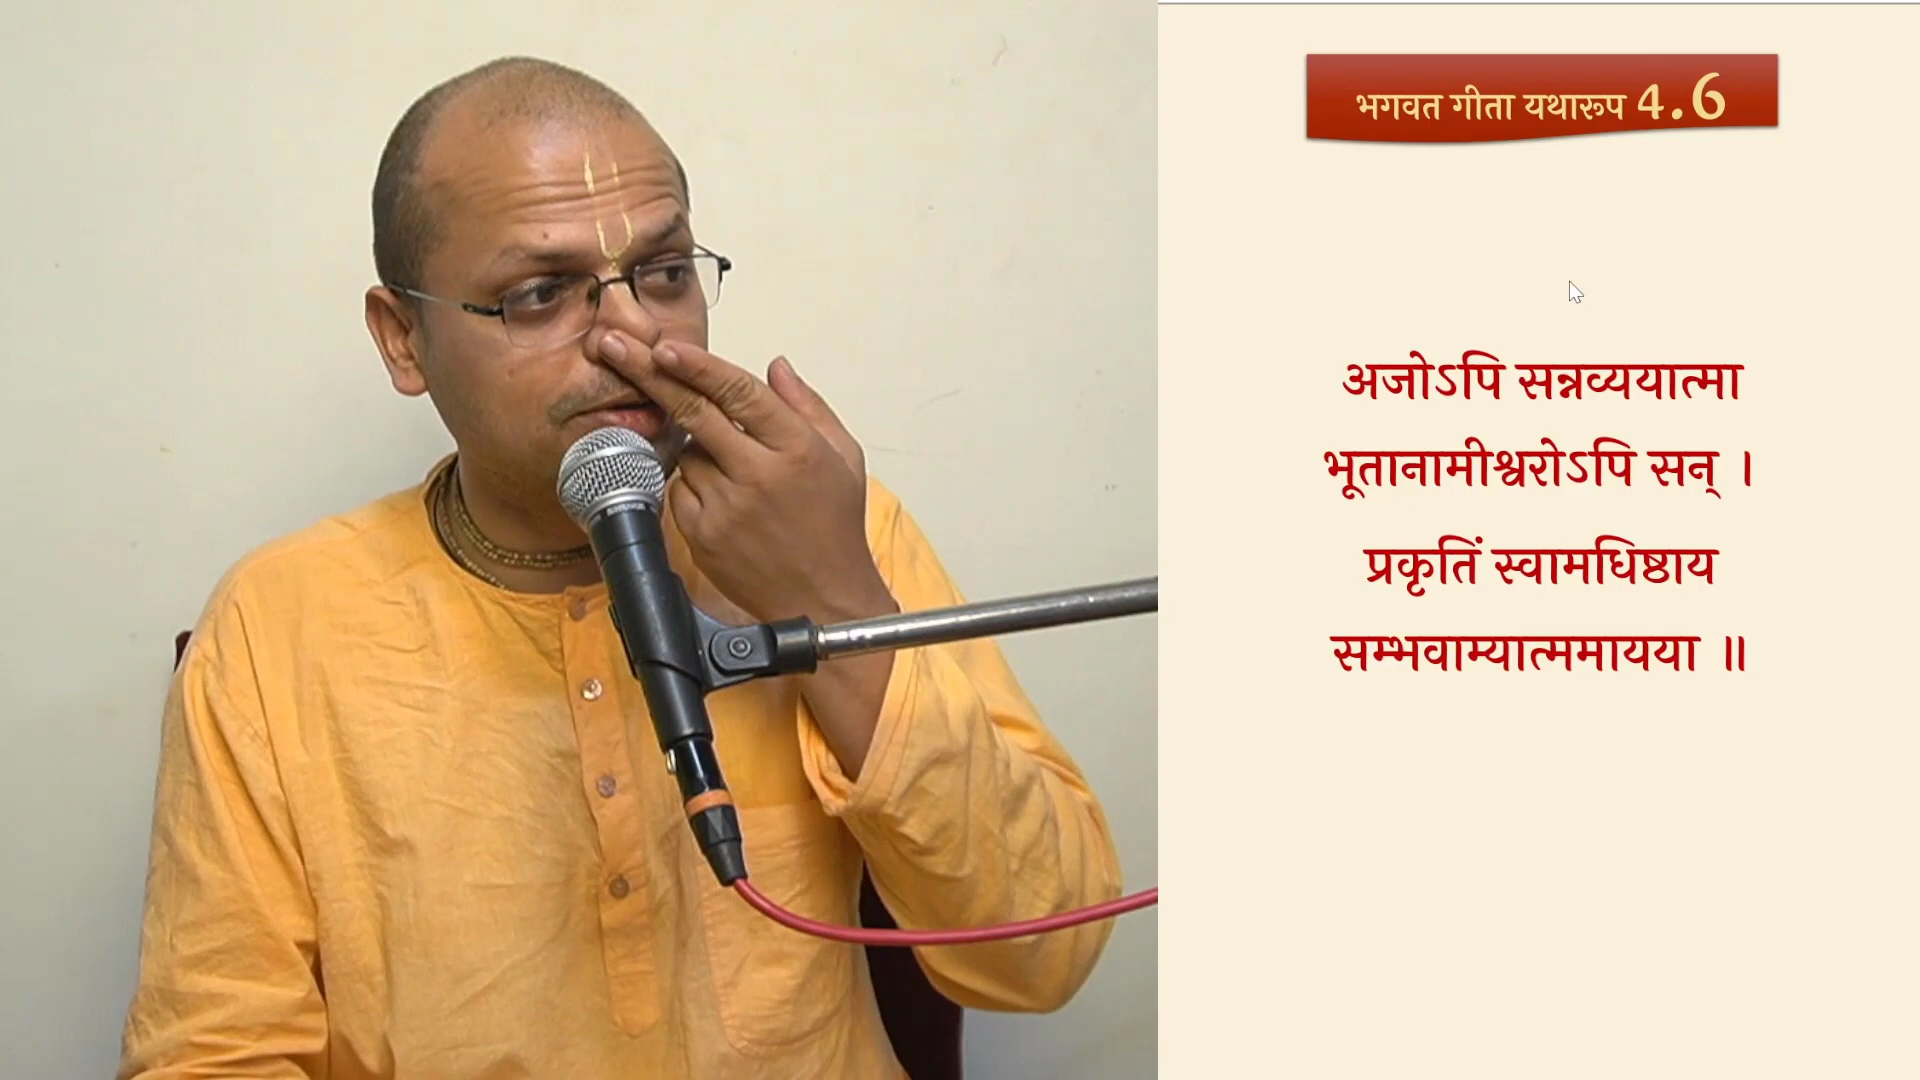 भगवत गीता यथारूप 4.6
अजोऽपि सन्नव्ययात्मा
भूतानामीश्वरोऽपि सन् ।
प्रकृतिं स्वामधिष्ठाय
सम्भवाम्यात्ममायया ॥